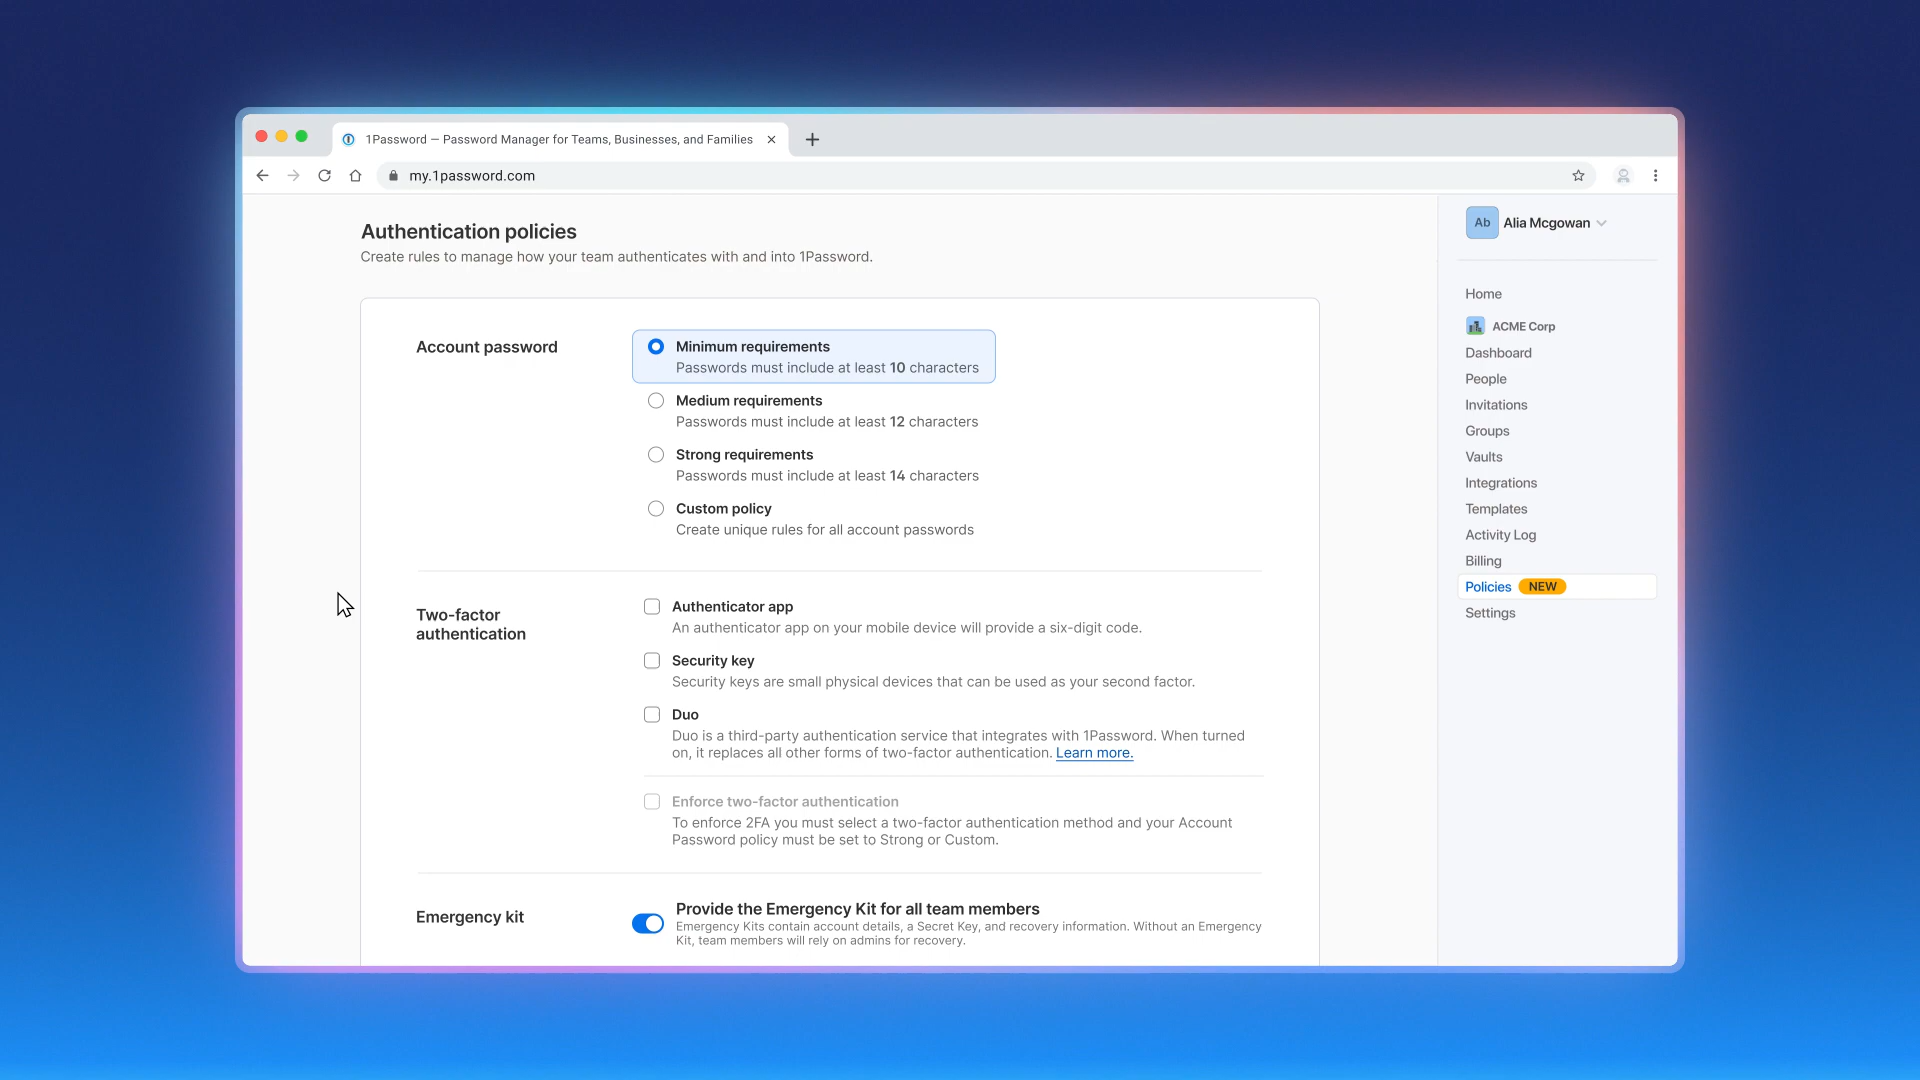 1Password — Password Manager for Teams, Businesses, and Families
my.1password.com
Authentication policies
Create rules to manage how your team authenticates with and into 1Password.
Account password
Minimum requirements
Passwords must include at least 10 characters
Medium requirements
Passwords must include at least 12 characters
Strong requirements
Passwords must include at least 14 characters
Custom policy
Create unique rules for all account passwords
Two-factor
authentication
Authenticator app
An authenticator app on your mobile device will provide a six-digit code.
Security key
Security keys are small physical devices that can be used as your second factor.
Duo
Duo is a third-party authentication service that integrates with 1Password. When turned
on, it replaces all other forms of two-factor authentication. Learn more.
Enforce two-factor authentication
To enforce 2FA you must select a two-factor authentication method and your Account
Password policy must be set to Strong or Custom.
Emergency kit
Provide the Emergency Kit for all team members
Emergency Kits contain account details, a Secret Key, and recovery information. Without an Emergency
Kit, team members will rely on admins for recovery.
Ab Alia Mcgowan
Home
ACME Corp
Dashboard
People
Invitations
Groups
Vaults
Integrations
Templates
Activity Log
Billing
Policies NEW
Settings